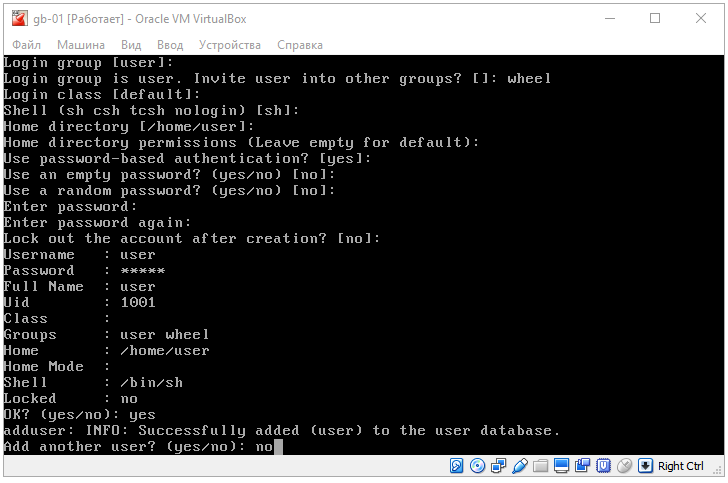 gb-01 [Работает] - Oracle VM VirtualBox
Файл Машина Вид Ввод Устройства Справка
Login group [user]:
Login group is user. Invite user into other groups? []: wheel
Login class [default]:
Shell (sh csh tcsh nologin) [sh]:
Home directory [/home/user]:
Home directory permissions (Leave empty for default):
Use password-based authentication? [yes]:
Use an empty password? (yes/no) [no]:
Use a random password? (yes/no) [no]:
Enter password:
Enter password again:
Lock out the account after creation? [no]:
Username : user
Password : *****
Full Name : user
Uid : 1001
Class :
Groups : user wheel
Home : /home/user
Home Mode :
Shell : /bin/sh
Locked : no
OK? (yes/no): yes
adduser: INFO: Successfully added (user) to the user database.
Add another user? (yes/no): no
Right Ctrl